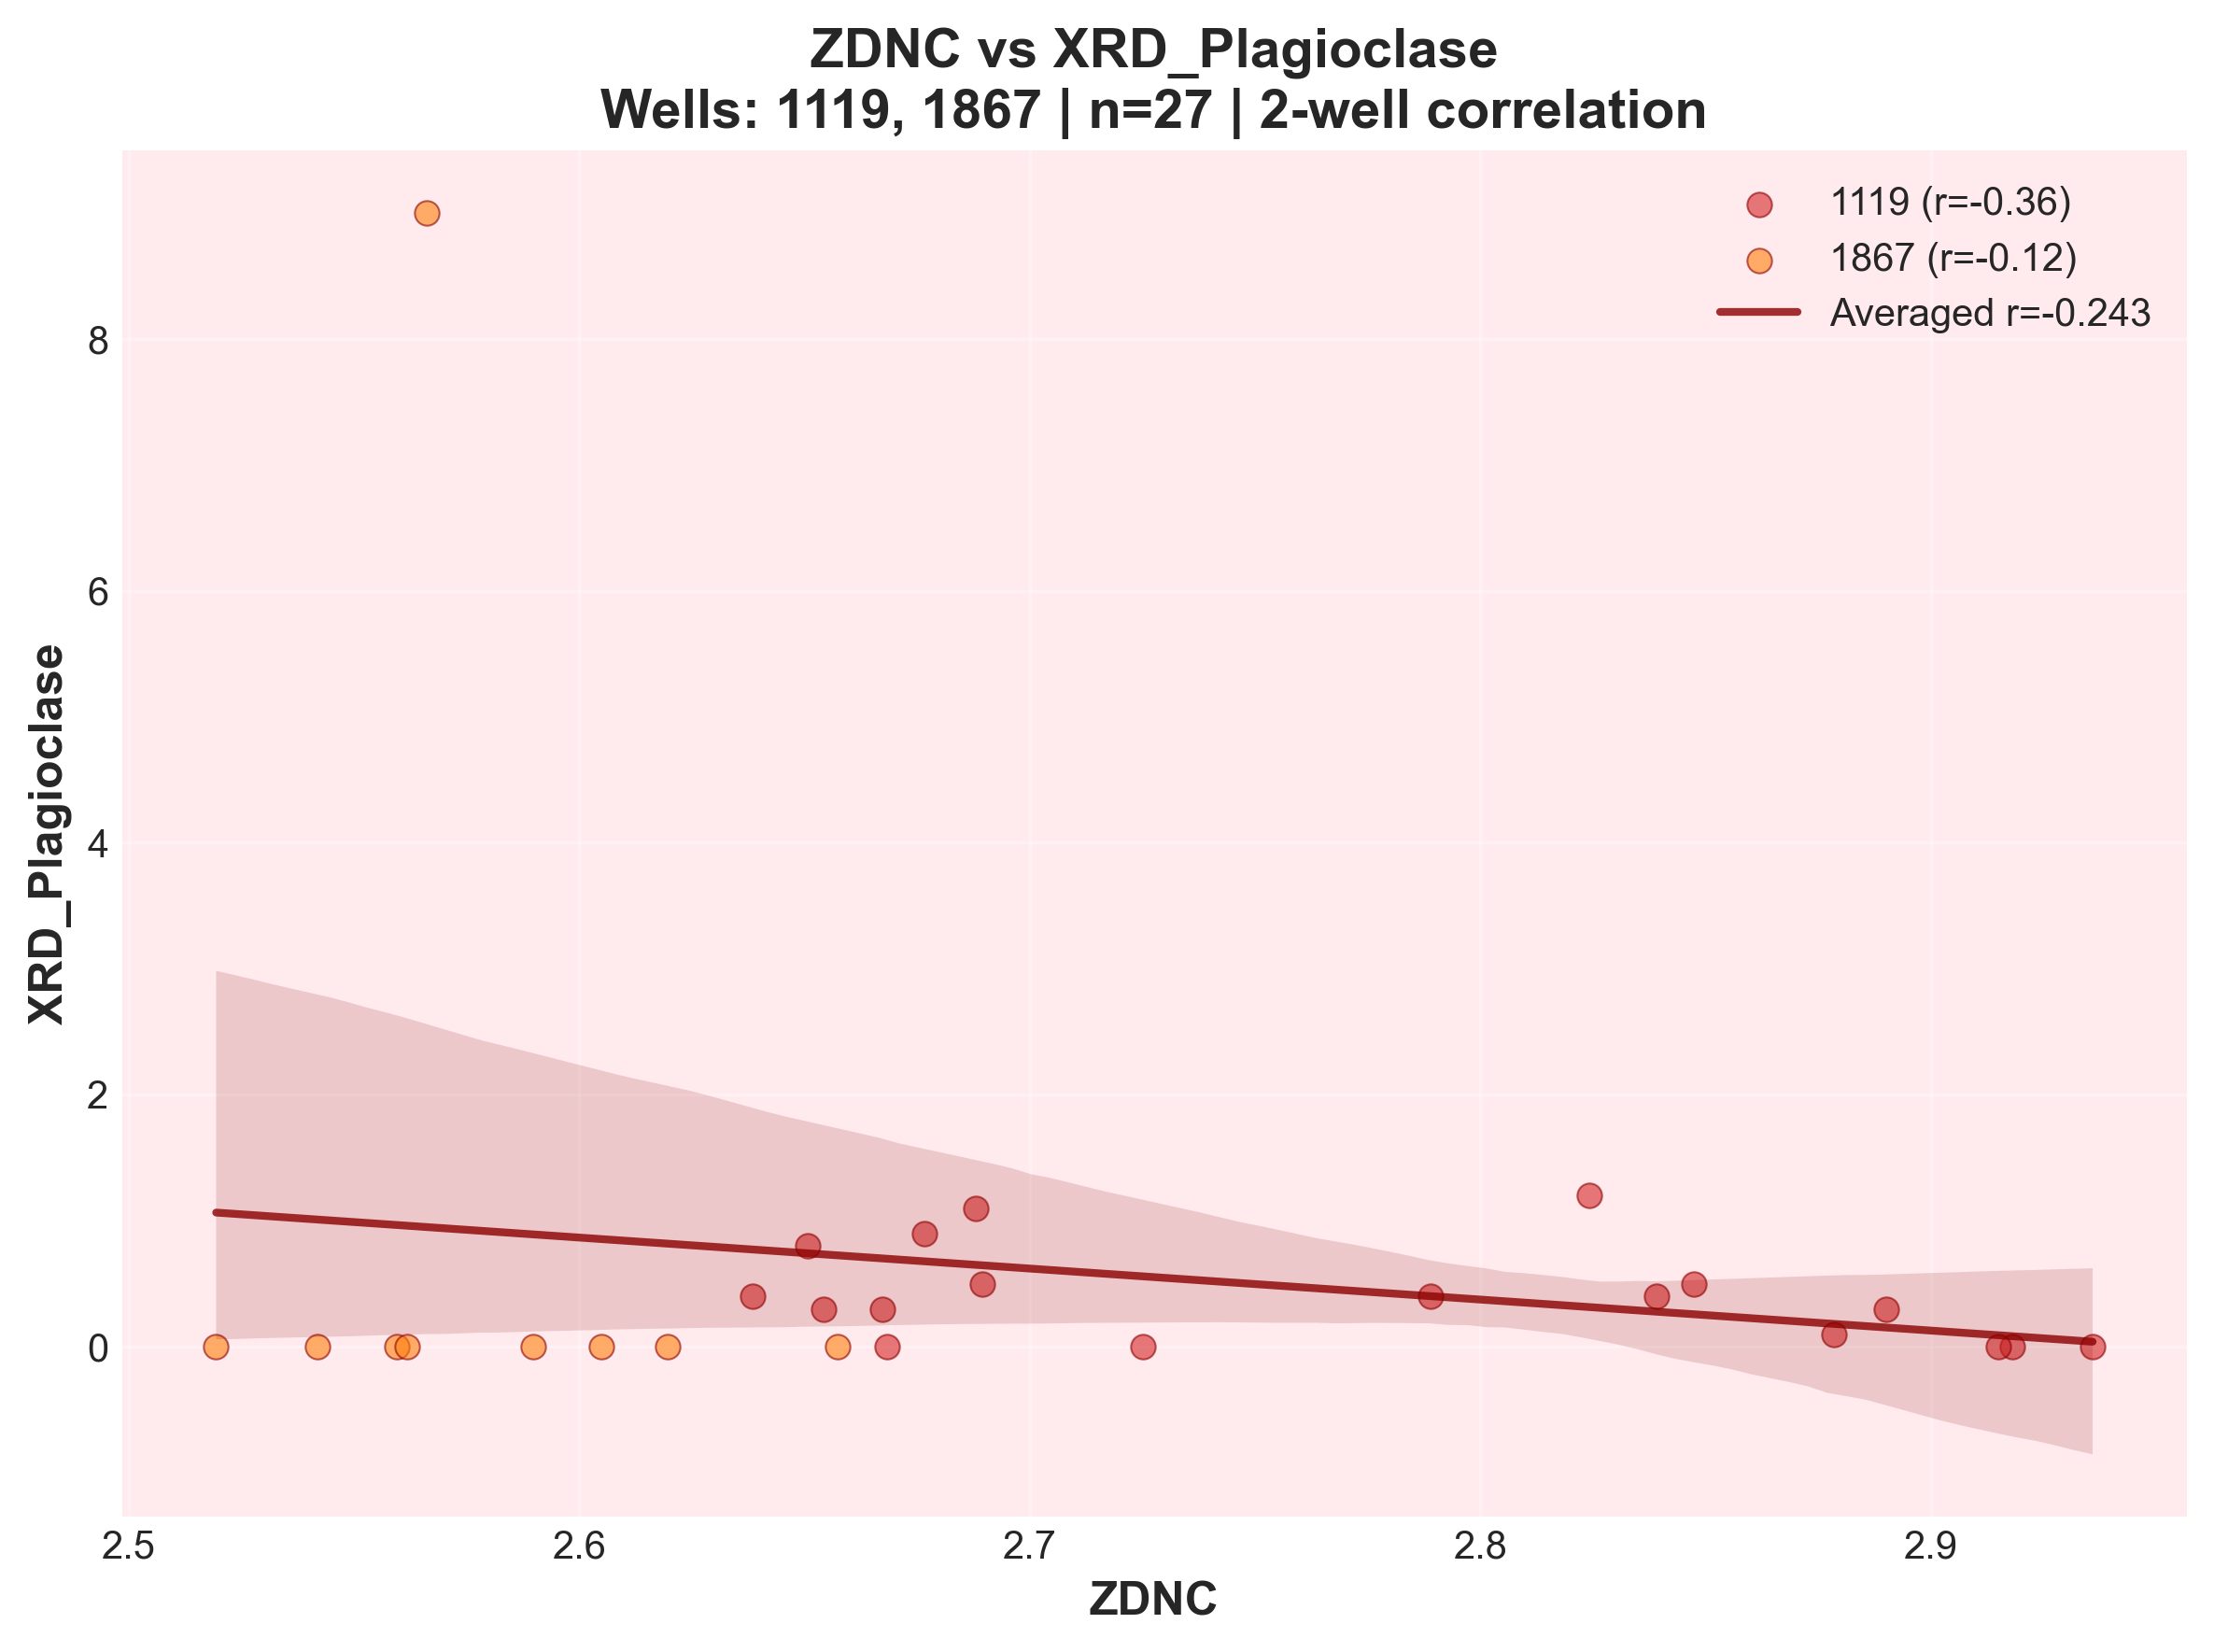 ZDNC vs XRD_Plagioclase
Wells: 1119, 1867 | n=27 | 2-well correlation
1119 (r=-0.36)
1867 (r=-0.12)
Averaged r=-0.243
XRD_Plagioclase
8
6
4
2
0
2.5 2.6 2.7 2.8 2.9
ZDNC